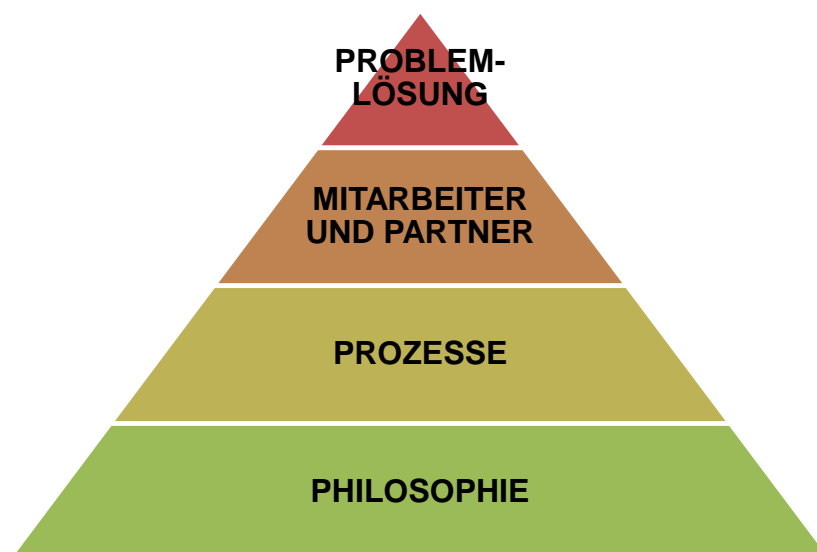 PROBLEM-
LÖSUNG
MITARBEITER
UND PARTNER
PROZESSE
PHILOSOPHIE